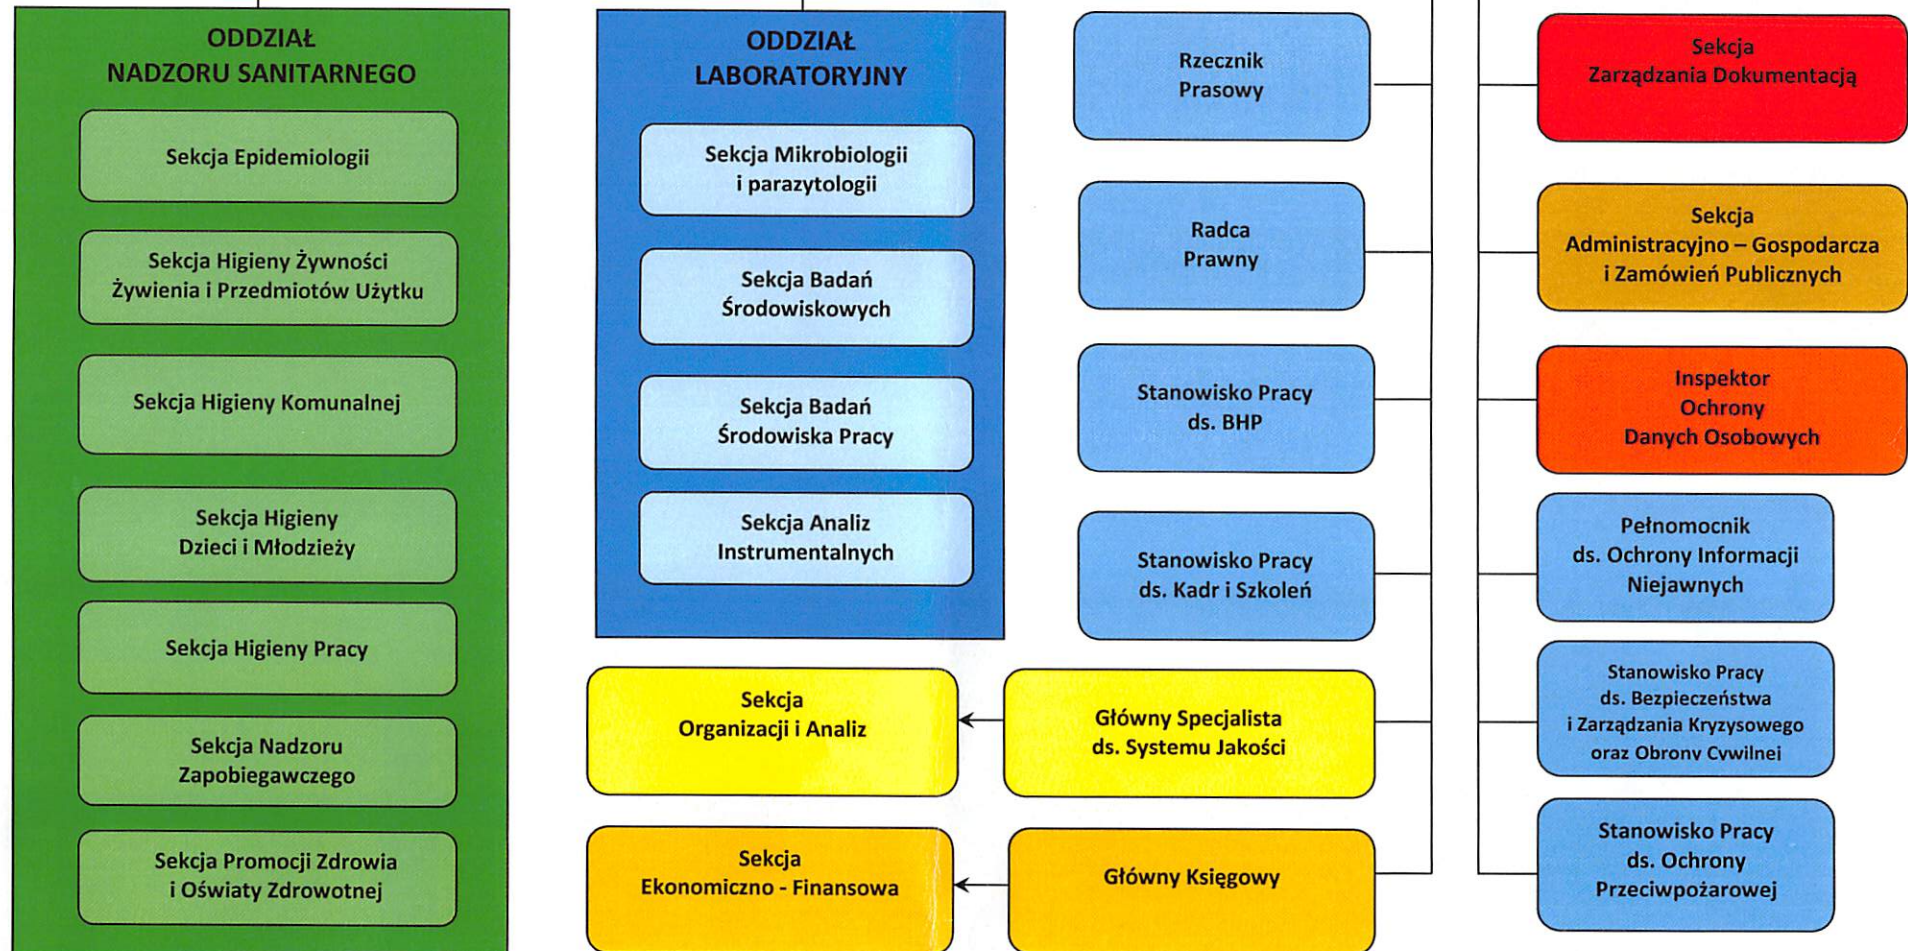 ODDZIAŁ
NADZORU SANITARNEGO
Sekcja Epidemiologii
Sekcja Higieny Żywności
Żywienia i Przedmiotów Użytku
Sekcja Higieny Komunalnej
Sekcja Higieny
Dzieci i Młodzieży
Sekcja Higieny Pracy
Sekcja Nadzoru
Zapobiegawczego
Sekcja Promocji Zdrowia
i Oświaty Zdrowotnej
ODDZIAŁ
LABORATORYJNY
Sekcja Mikrobiologii
i parazytologii
Sekcja Badań
Środowiskowych
Sekcja Badań
Środowiska Pracy
Sekcja Analiz
Instrumentalnych
Sekcja
Organizacji i Analiz
Sekcja
Ekonomiczno - Finansowa
Rzecznik
Prasowy
Radca
Prawny
Stanowisko Pracy
ds. BHP
Stanowisko Pracy
ds. Kadr i Szkoleń
Główny Specjalista
ds. Systemu Jakości
Główny Księgowy
Sekcja
Zarządzania Dokumentacją
Sekcja
Administracyjno – Gospodarcza
i Zamówień Publicznych
Inspektor
Ochrony
Danych Osobowych
Pełnomocnik
ds. Ochrony Informacji
Niejawnych
Stanowisko Pracy
ds. Bezpieczeństwa
i Zarządzania Kryzysowego
oraz Obrony Cywilnej
Stanowisko Pracy
ds. Ochrony
Przeciwpożarowej